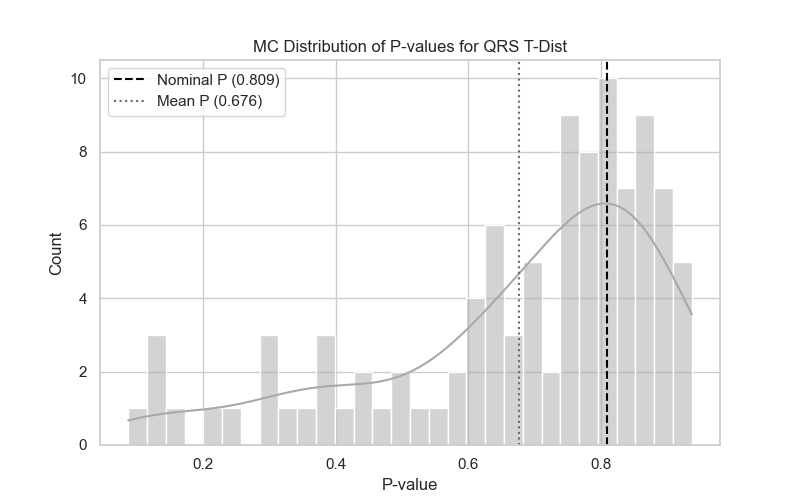 MC Distribution of P-values for QRS T-Dist
Nominal P (0.809)
Mean P (0.676)
10
8
6
4
2
0
Count
0.2 0.4 0.6 0.8
P-value